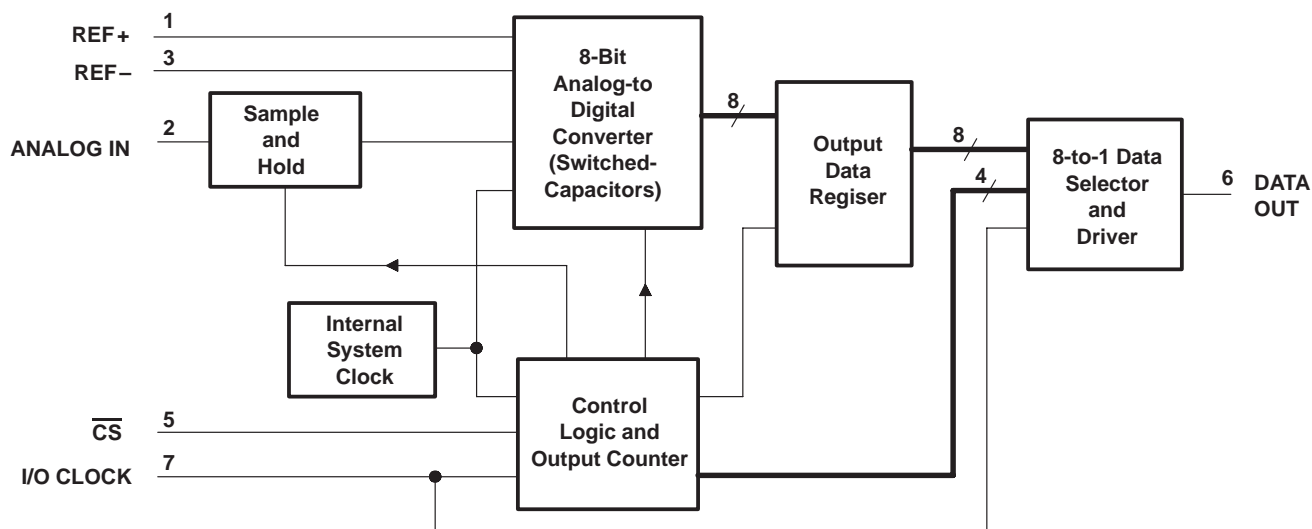 REF+
1
REF–
3
ANALOG IN
2
Sample
and
Hold
8-Bit
Analog-to
Digital
Converter
(Switched-
Capacitors)
8
Output
Data
Regiser
8
4
8-to-1 Data
Selector
and
Driver
6
DATA
OUT
Internal
System
Clock
CS
5
I/O CLOCK
7
Control
Logic and
Output Counter